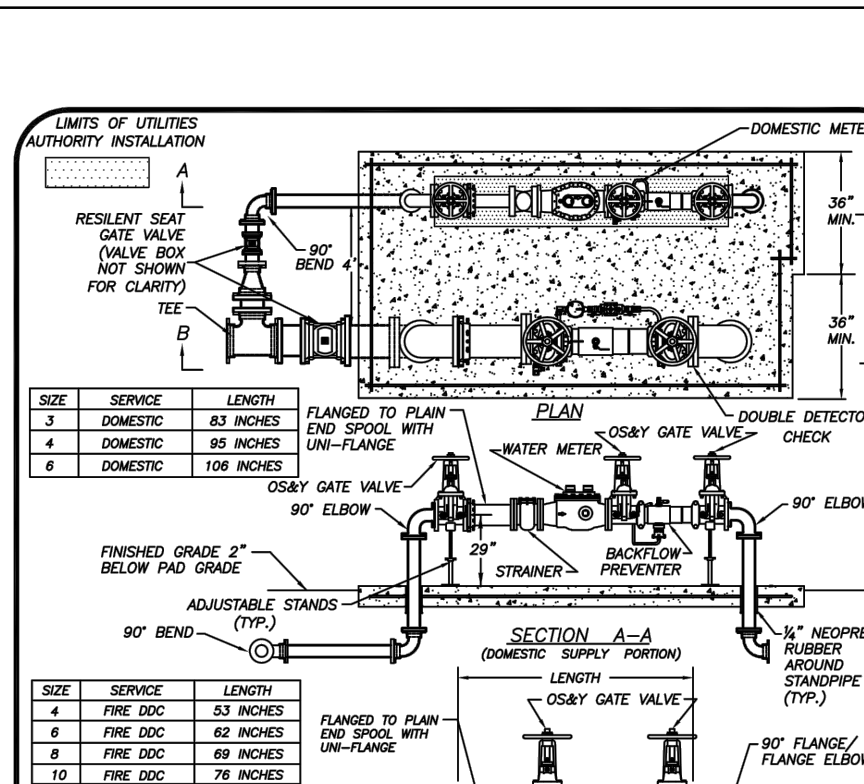 LIMITS OF UTILITIES
AUTHORITY INSTALLATION
A
RESILENT SEAT
GATE VALVE
(VALVE BOX
NOT SHOWN
FOR CLARITY)
90°
BEND
4'
TEE
B
DOMESTIC METE
36"
MIN.
36"
MIN.
SIZE SERVICE LENGTH
3 DOMESTIC 83 INCHES
4 DOMESTIC 95 INCHES
6 DOMESTIC 106 INCHES
FLANGED TO PLAIN
END SPOOL WITH
UNI-FLANGE
PLAN
DOUBLE DETECTO
CHECK
OS&Y GATE VALVE
WATER METER
OS&Y GATE VALVE
90° ELBOW
90° ELBO
29"
STRAINER
BACKFLOW
PREVENTER
FINISHED GRADE 2"
BELOW PAD GRADE
ADJUSTABLE STANDS
(TYP.)
90° BEND
SECTION A-A
(DOMESTIC SUPPLY PORTION)
¼" NEOPRE
RUBBER
AROUND
STANDPIPE
(TYP.)
LENGTH
OS&Y GATE VALVE
SIZE SERVICE LENGTH
4 FIRE DDC 53 INCHES
6 FIRE DDC 62 INCHES
8 FIRE DDC 69 INCHES
10 FIRE DDC 76 INCHES
FLANGED TO PLAIN
END SPOOL WITH
UNI-FLANGE
90° FLANGE/
FLANGE ELBOW